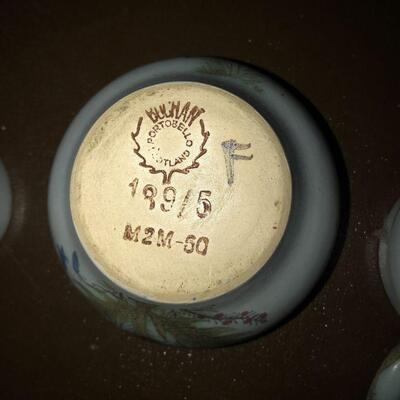 BUCHAN
PORTOBELLO
SCOTLAND
F
199/5
M2M-60